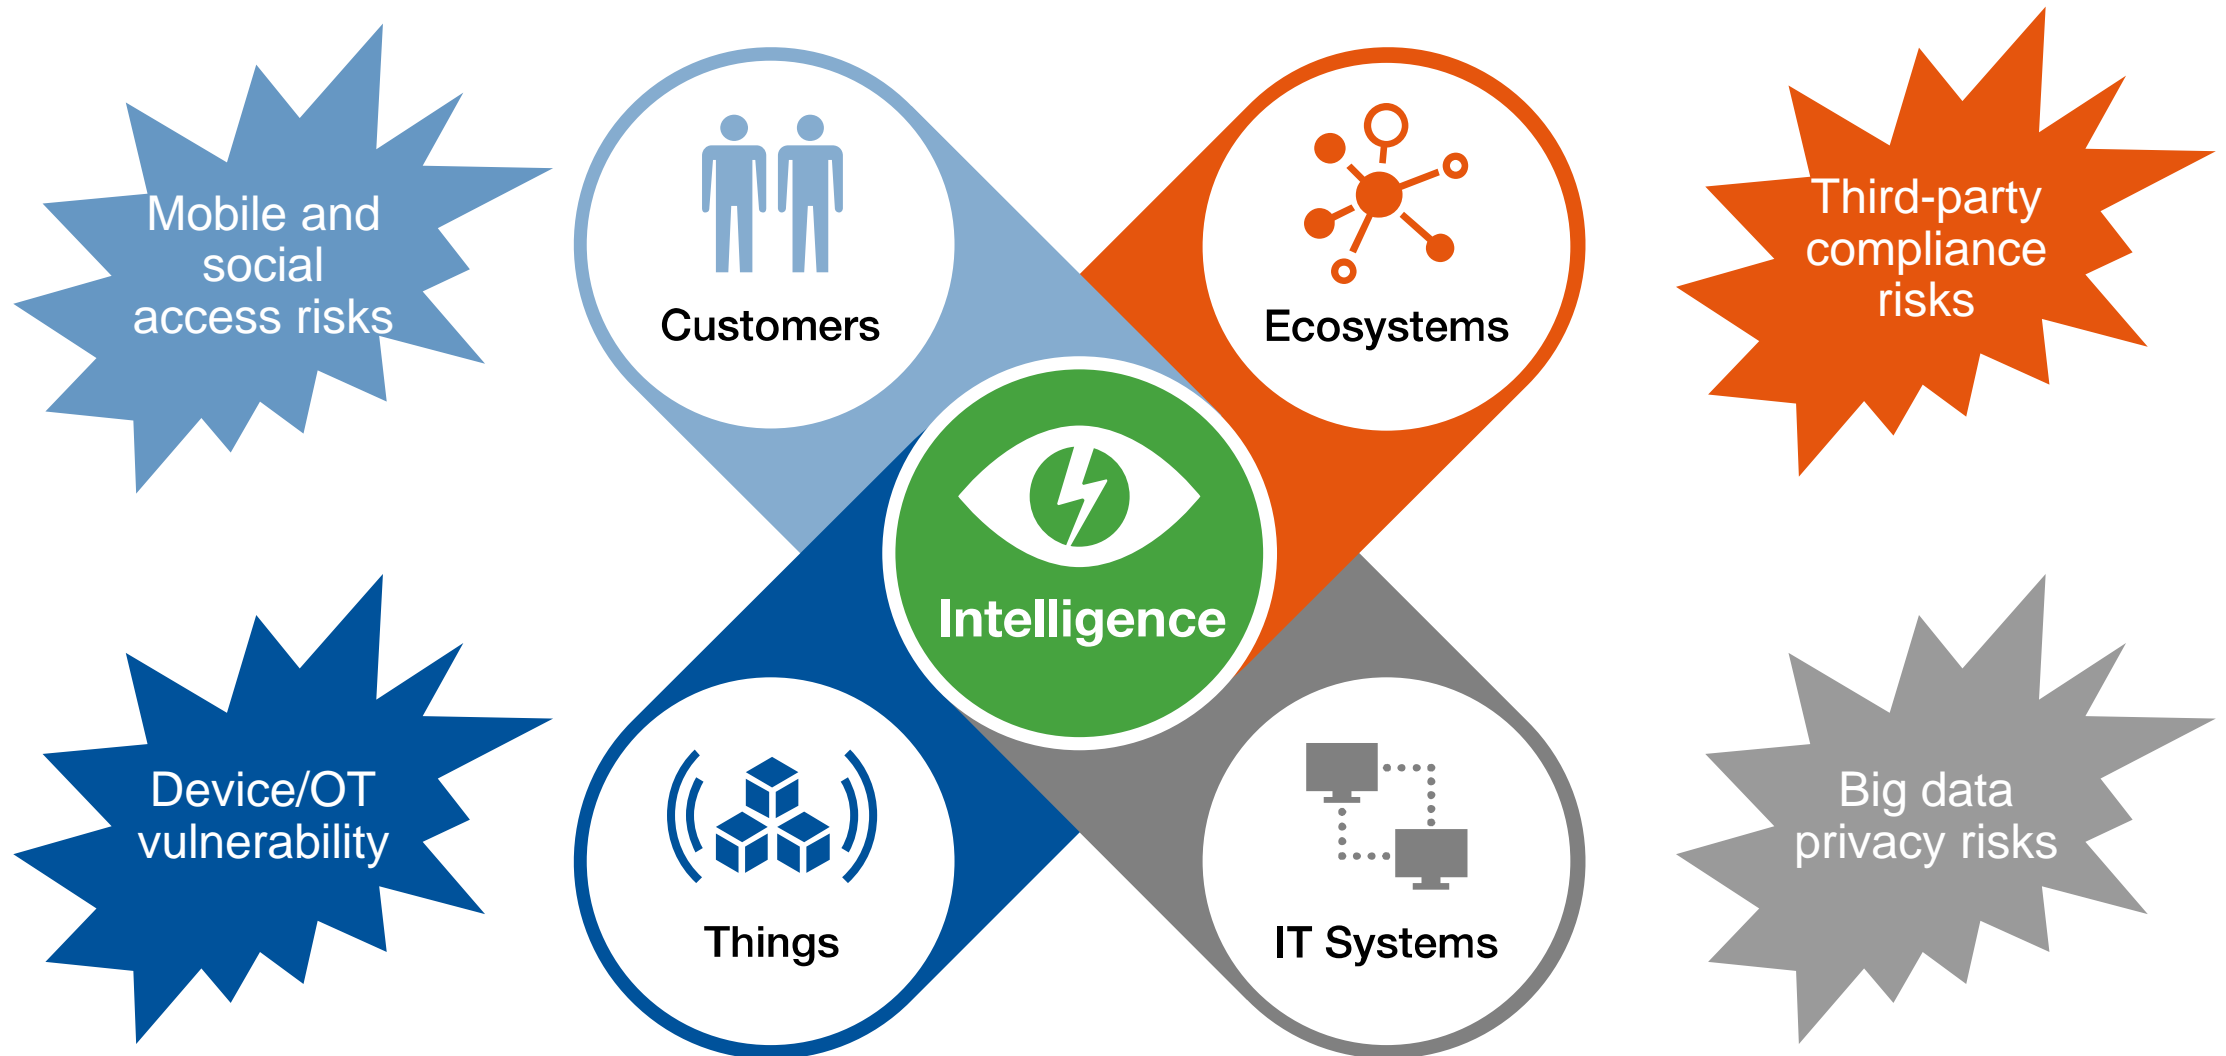 Mobile and
social
access risks
Customers
Ecosystems
Third-party
compliance
risks
Intelligence
Device/OT
vulnerability
Things
IT Systems
Big data
privacy risks